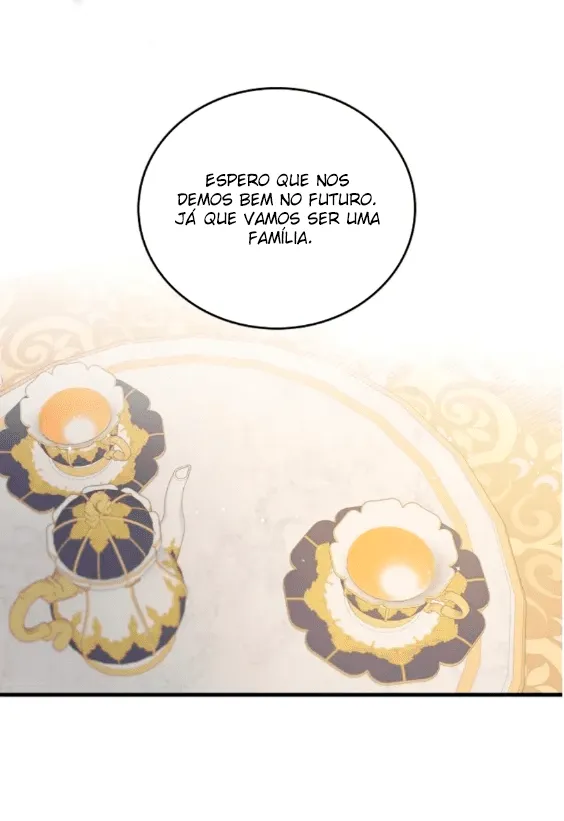 ESPERO QUE NOS
DEMOS BEM NO FUTURO.
JÁ QUE VAMOS SER UMA
FAMÍLIA.